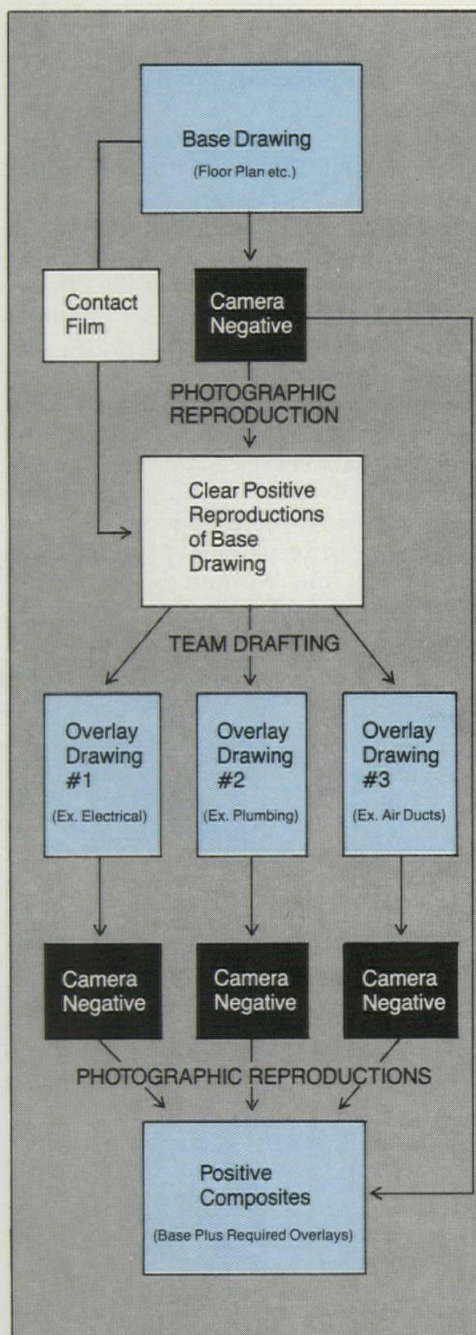 Base Drawing
(Floor Plan etc.)
Contact
Film
Camera
Negative
PHOTOGRAPHIC
REPRODUCTION
Clear Positive
Reproductions
of Base
Drawing
TEAM DRAFTING
Overlay
Drawing
#1
(Ex. Electrical)
Overlay
Drawing
#2
(Ex. Plumbing)
Overlay
Drawing
#3
(Ex. Air Ducts)
Camera
Negative
Camera
Negative
Camera
Negative
PHOTOGRAPHIC REPRODUCTIONS
Positive
Composites
(Base Plus Required Overlays)